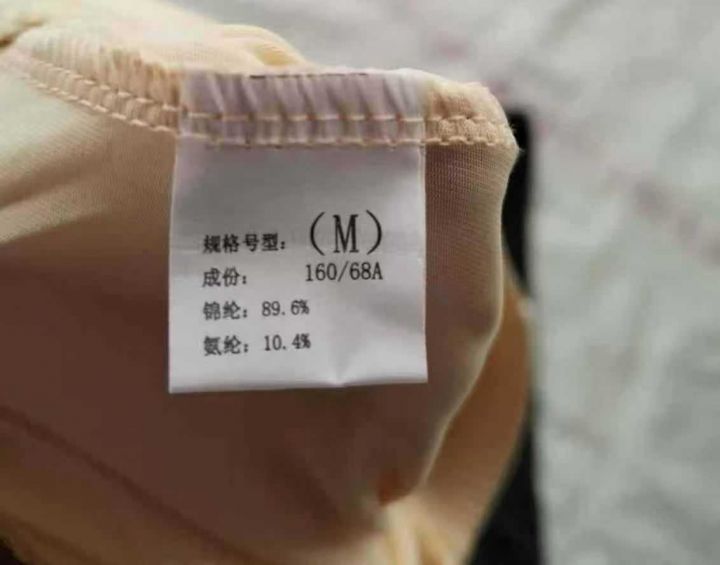 规格号型：（M）
成份： 160/68A
锦纶：89.6%
氨纶：10.4%